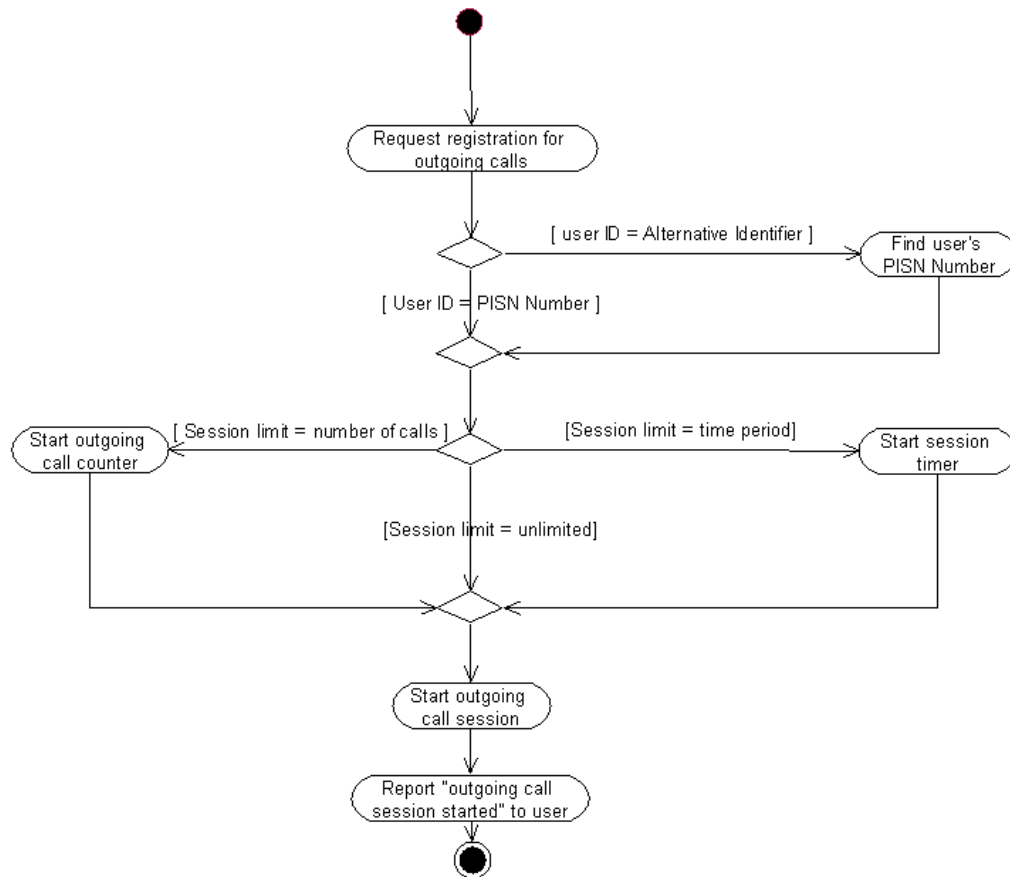 Request registration for
outgoing calls
[ user ID = Alternative Identifier ]
Find user's
PISN Number
[ User ID = PISN Number ]
[ Session limit = number of calls ]
[Session limit = time period]
Start outgoing
call counter
Start session
timer
[Session limit = unlimited]
Start outgoing
call session
Report "outgoing call
session started" to user